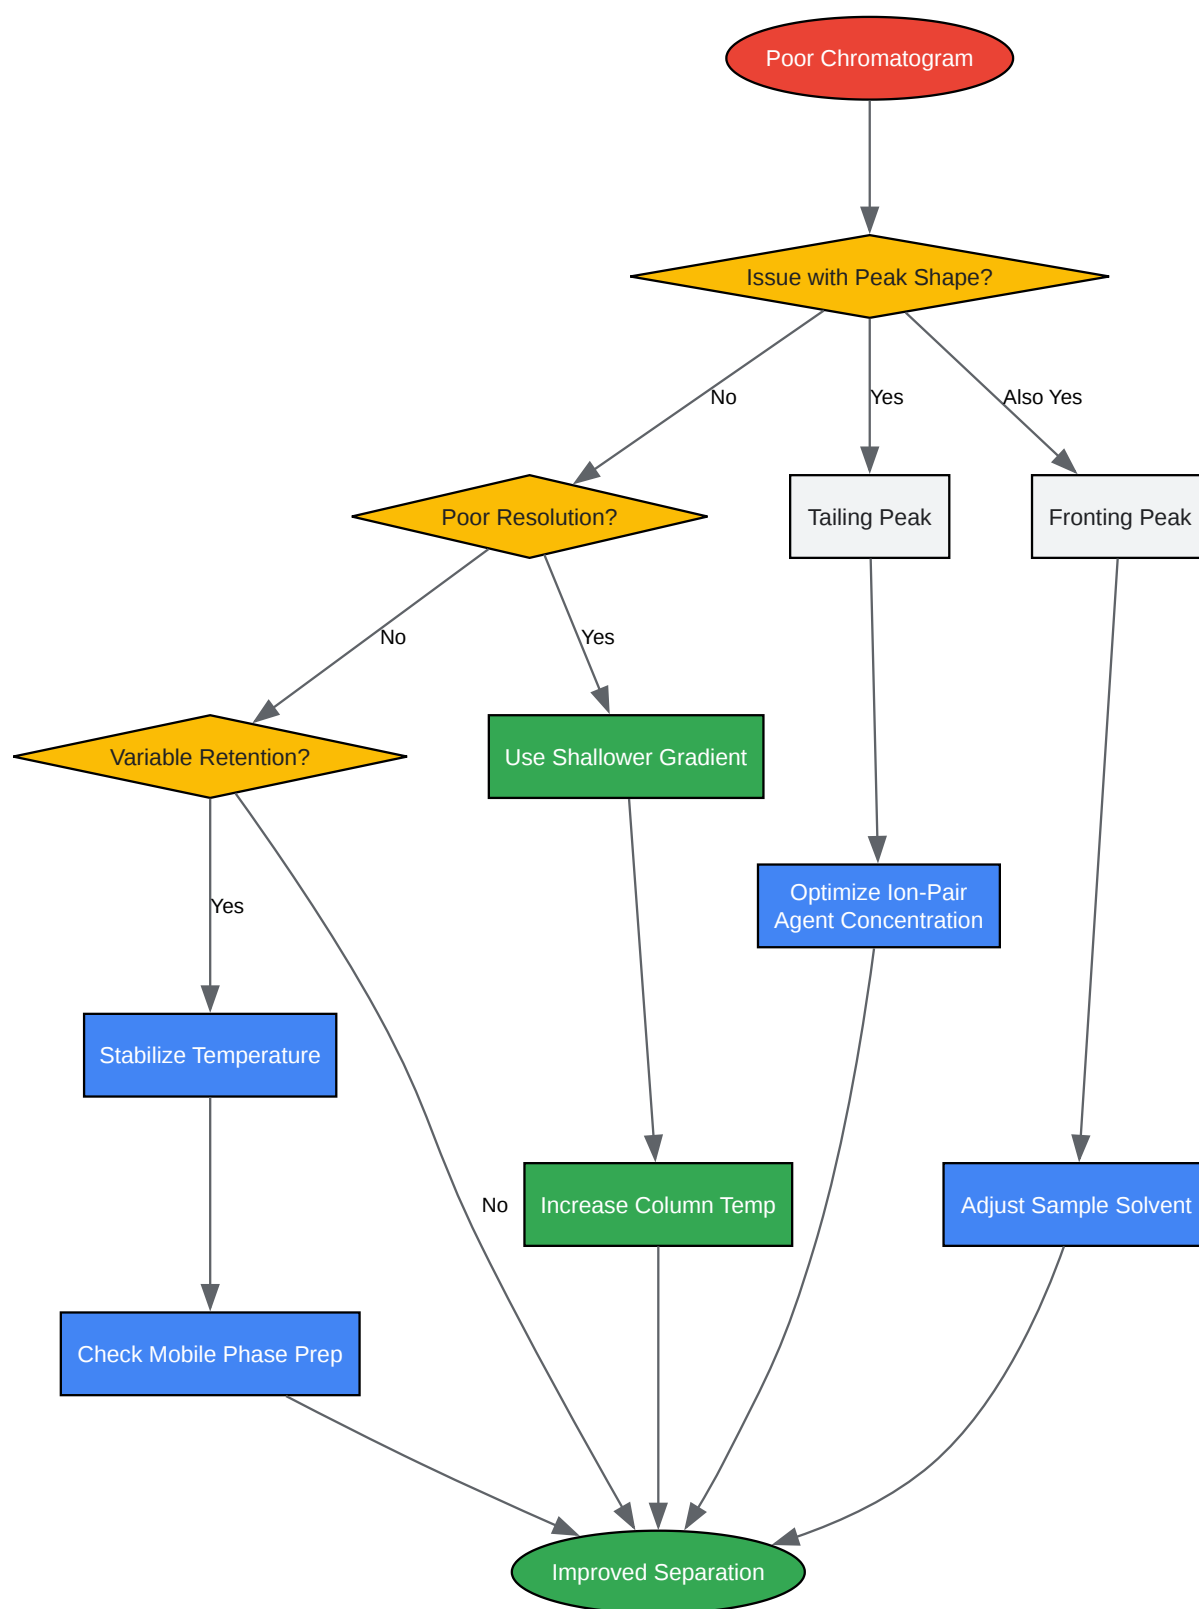 Poor Chromatogram
Issue with Peak Shape?
No
Yes
Also Yes
Poor Resolution?
Tailing Peak
Fronting Peak
No
Yes
Variable Retention?
Use Shallower Gradient
Yes
Optimize Ion-Pair
Agent Concentration
Stabilize Temperature
No
Increase Column Temp
Adjust Sample Solvent
Check Mobile Phase Prep
Improved Separation